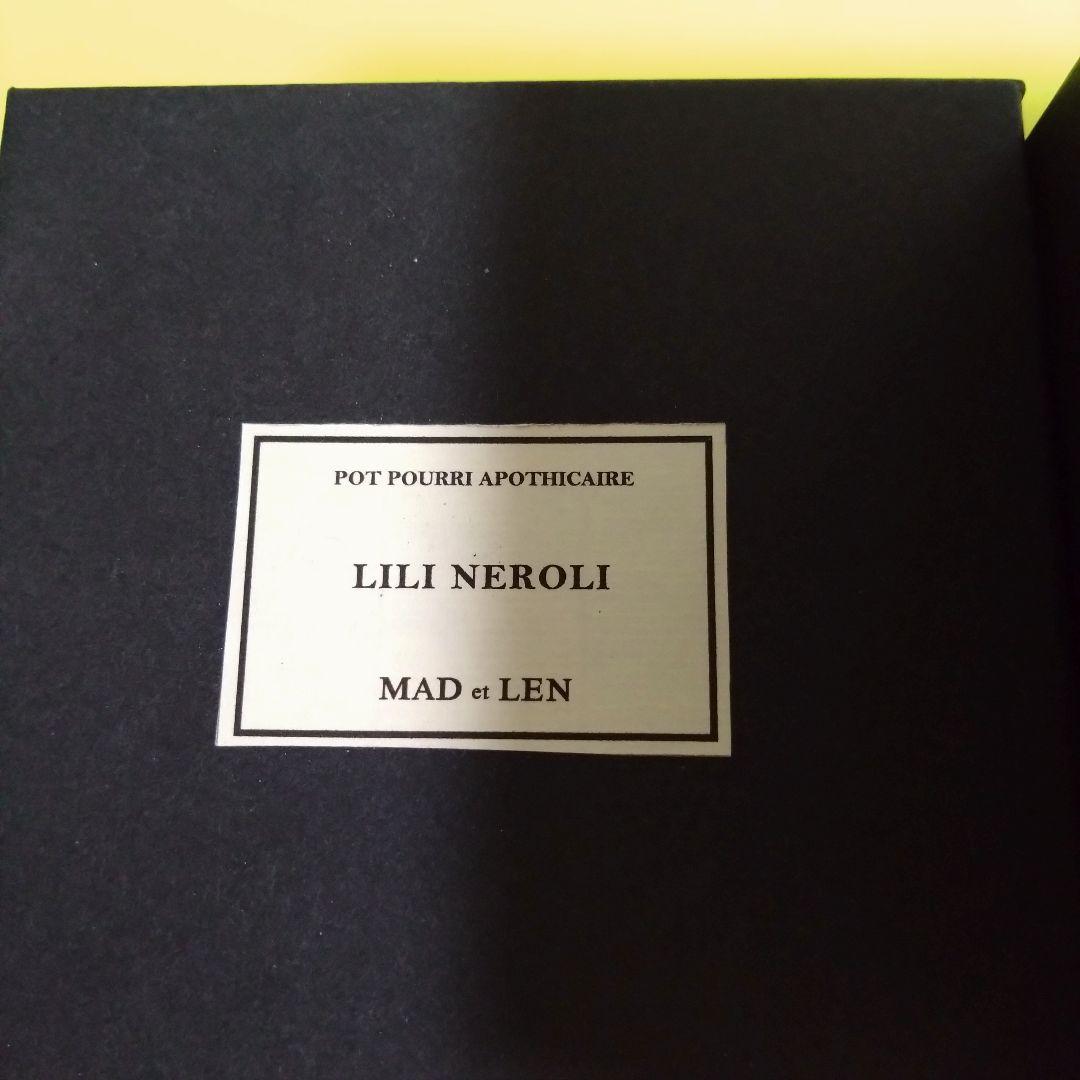 POT POURRI APOTHICAIRE
LILI NEROLI
MAD et LEN